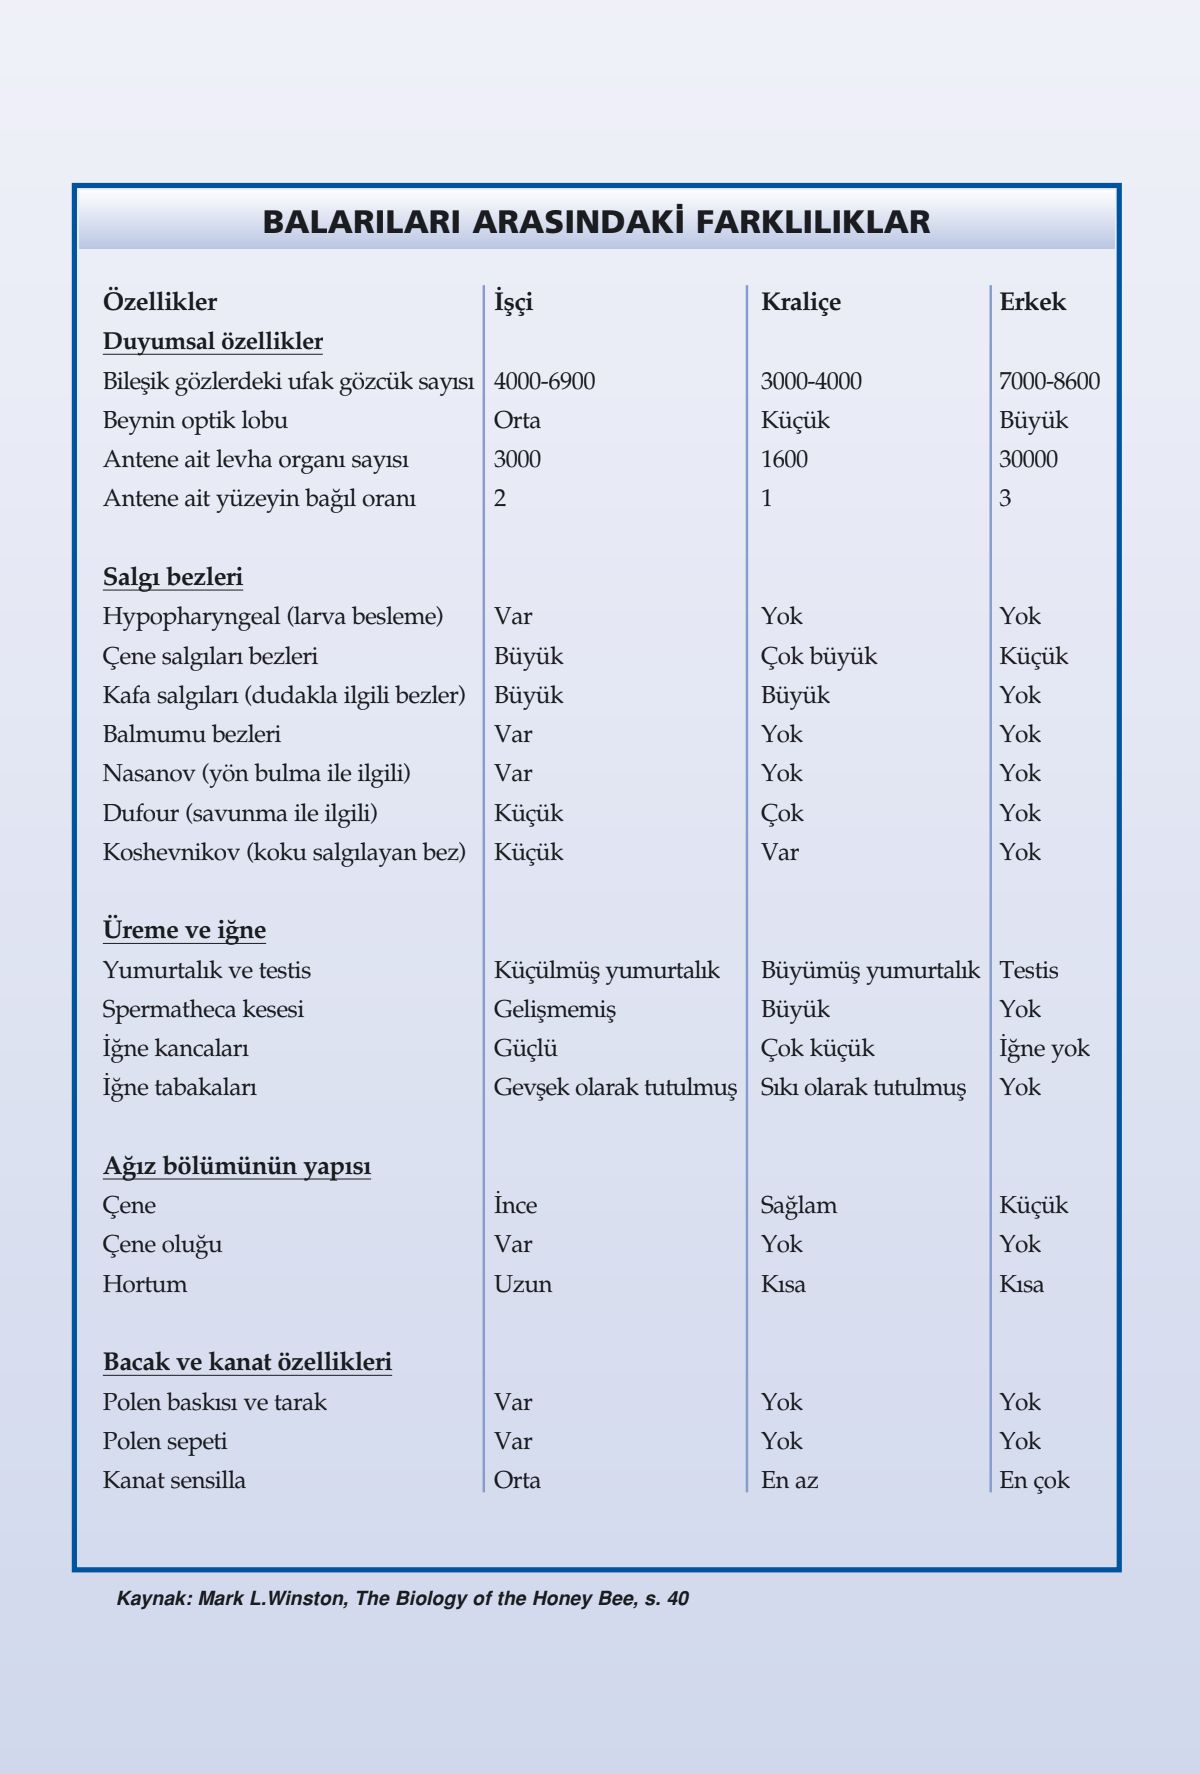 BALARILARI ARASINDAKİ FARKLILIKLAR
Özellikler İşçi Kraliçe Erkek
Duyumsal özellikler
Bileşik gözlerdeki ufak gözcük sayısı 4000-6900 3000-4000 7000-8600
Beynin optik lobu Orta Küçük Büyük
Antene ait levha organı sayısı 3000 1600 30000
Antene ait yüzeyin bağıl oranı 2 1 3
Salgı bezleri
Hypopharyngeal (larva besleme) Var Yok Yok
Çene salgıları bezleri Büyük Çok büyük Küçük
Kafa salgıları (dudakla ilgili bezler) Büyük Büyük Yok
Balmumu bezleri Var Yok Yok
Nasanov (yön bulma ile ilgili) Var Yok Yok
Dufour (savunma ile ilgili) Küçük Çok Yok
Koshevnikov (koku salgılayan bez) Küçük Var Yok
Üreme ve iğne
Yumurtalık ve testis Küçülmüş yumurtalık Büyümüş yumurtalık Testis
Spermatheca kesesi Gelişmemiş Büyük Yok
İğne kancaları Güçlü Çok küçük İğne yok
İğne tabakaları Gevşek olarak tutulmuş Sıkı olarak tutulmuş Yok
Ağız bölümünün yapısı
Çene İnce Sağlam Küçük
Çene oluğu Var Yok Yok
Hortum Uzun Kısa Kısa
Bacak ve kanat özellikleri
Polen baskısı ve tarak Var Yok Yok
Polen sepeti Var Yok Yok
Kanat sensilla Orta En az En çok
Kaynak: Mark L.Winston, The Biology of the Honey Bee, s. 40